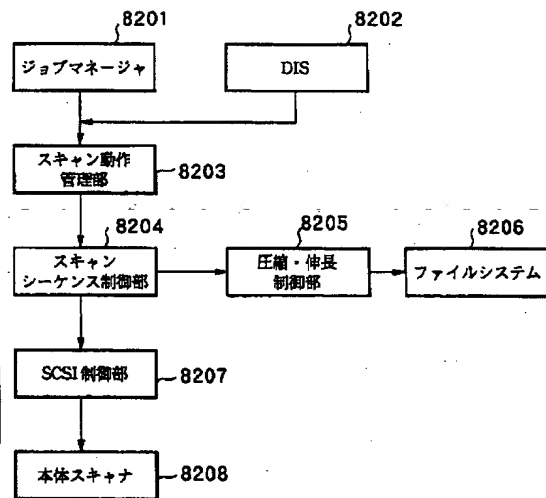 8201
8202
ジョブマネージャ
DIS
スキャン動作
管理部
8203
8204
8205
8206
スキャン
シーケンス制御部
圧縮・伸長
制御部
ファイルシステム
SCSI制御部
8207
本体スキャナ
8208